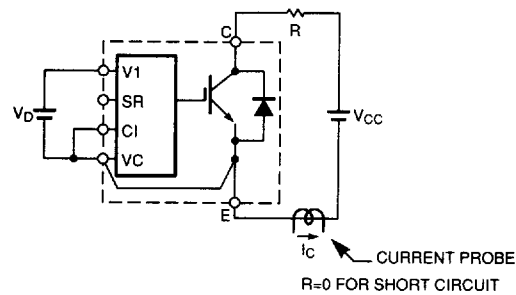 C
R
V1
SR
CI
VC
VD
VCC
E
IC
CURRENT PROBE
R=0 FOR SHORT CIRCUIT